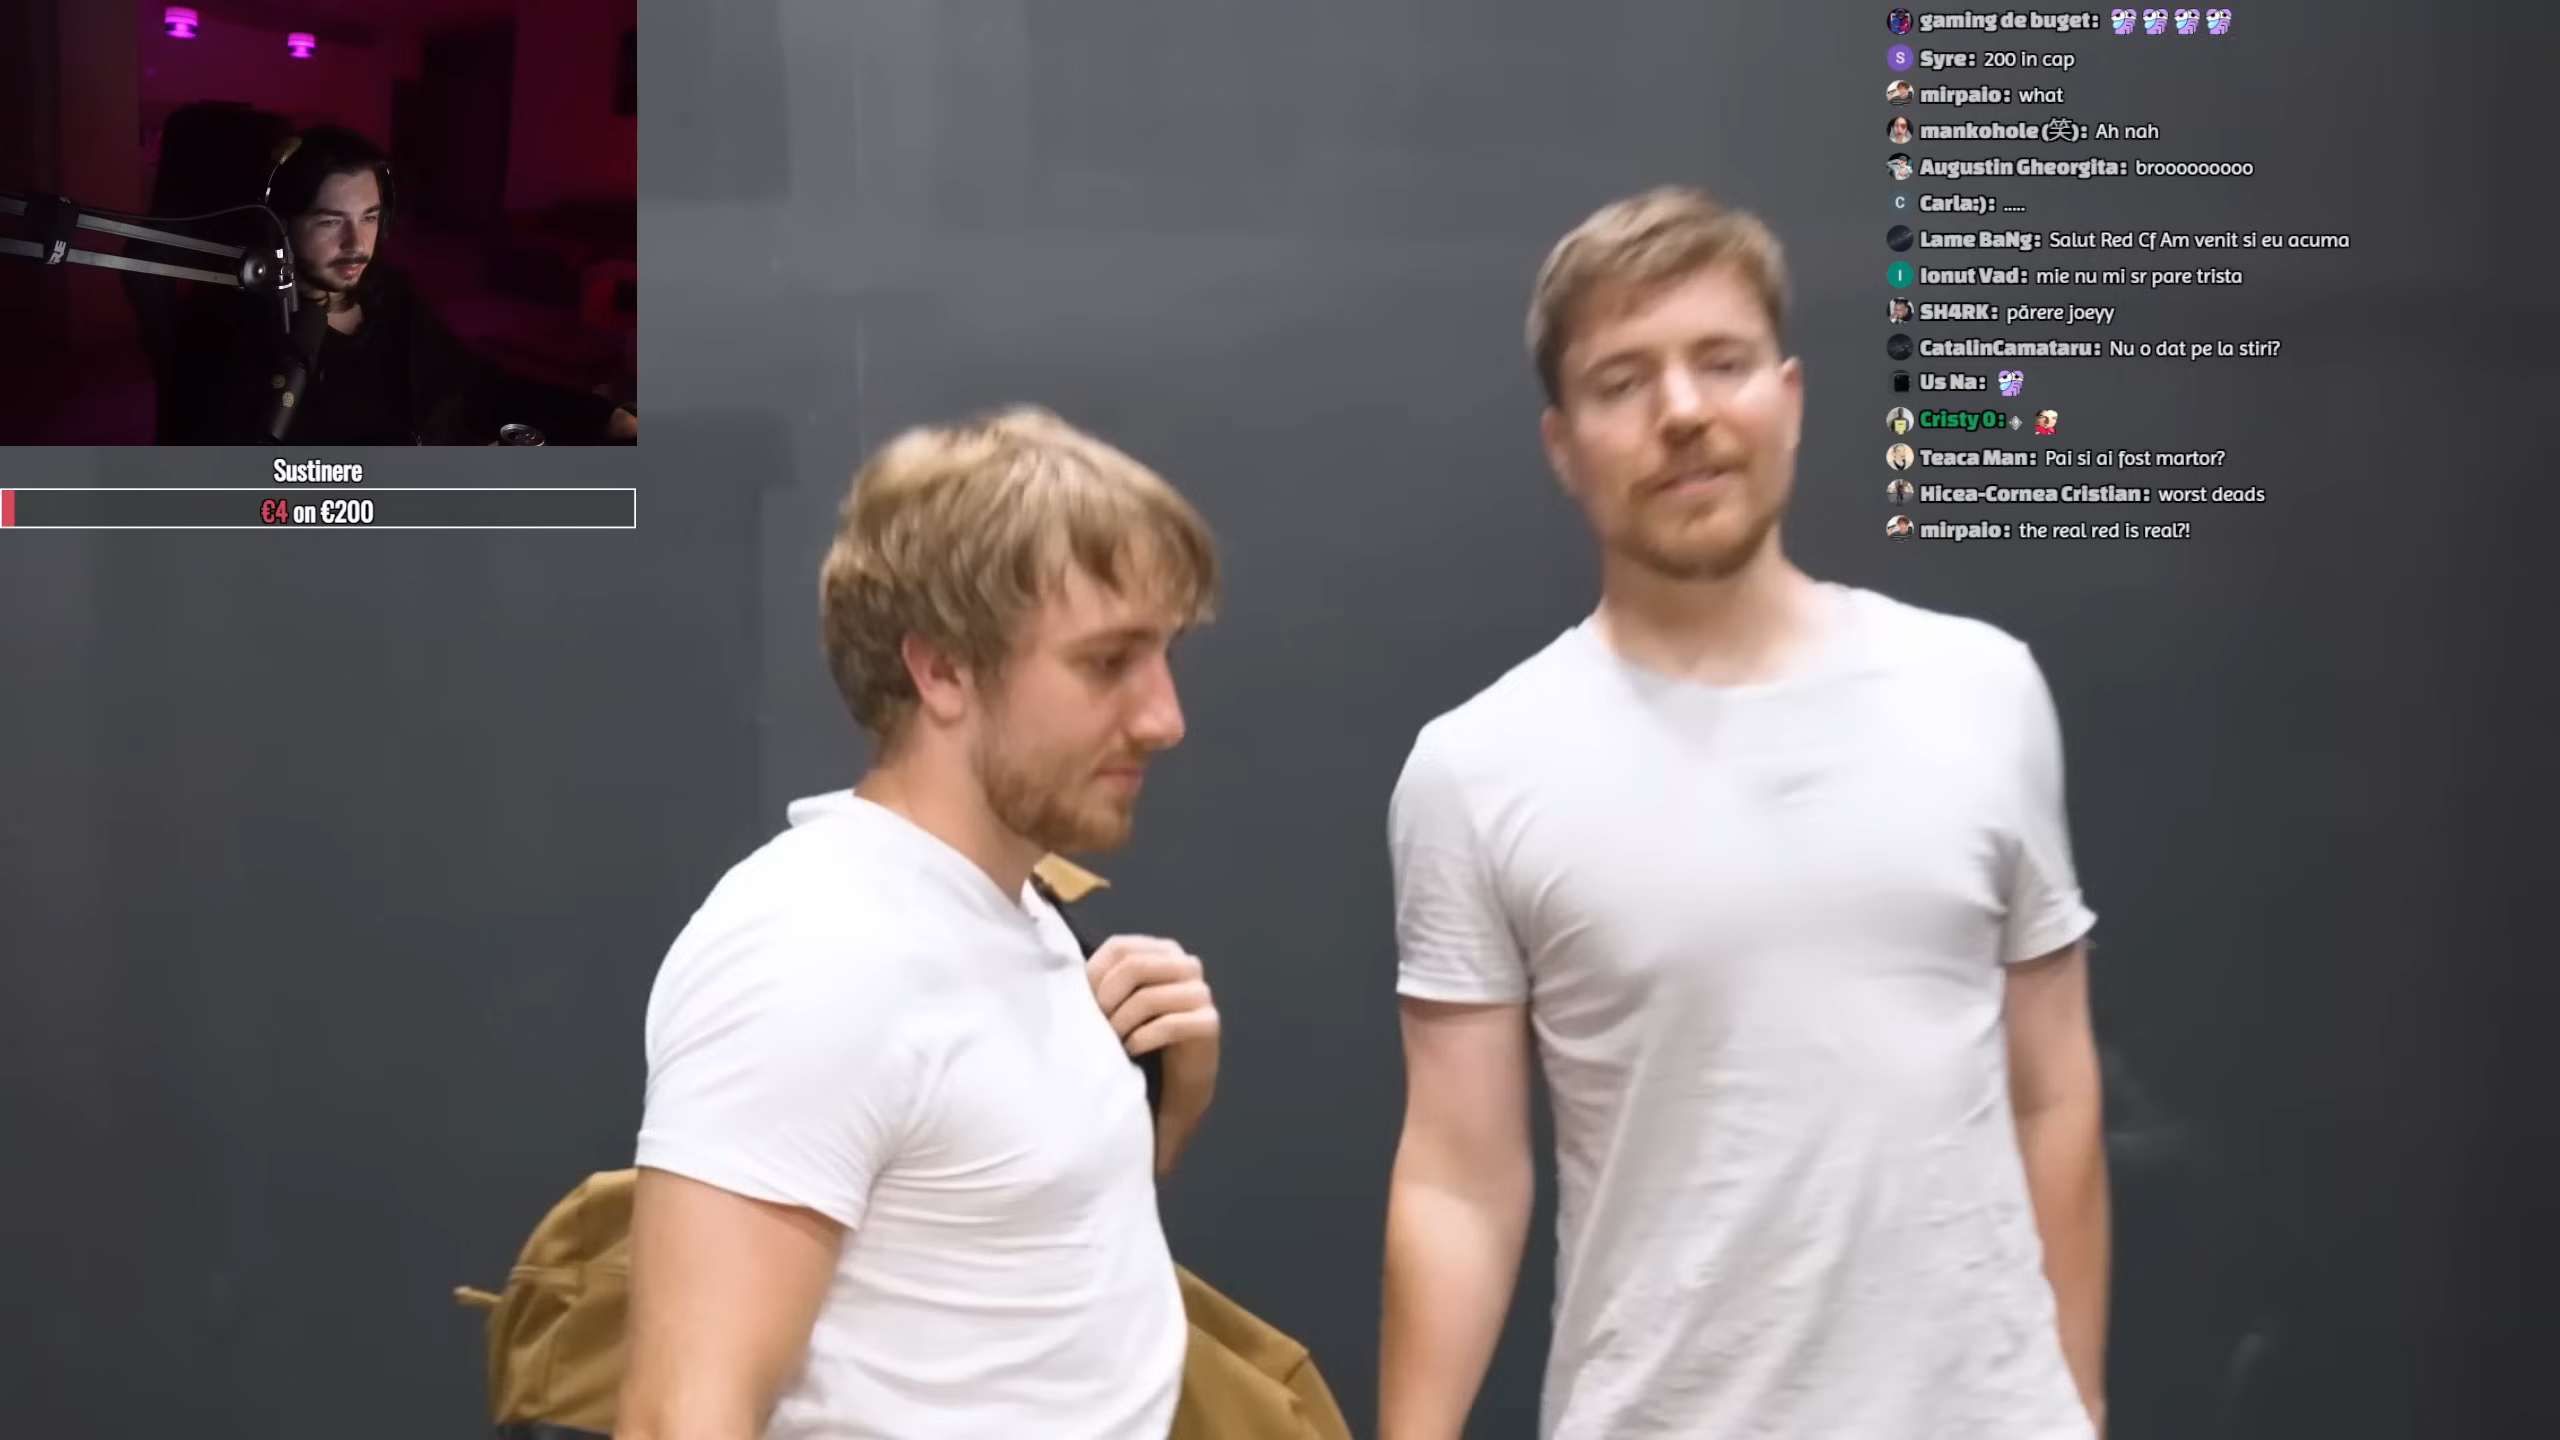 gaming de buget:
Syre: 200 in cap
mirpaio: what
mankohole (笑): Ah nah
Augustin Gheorgita: brooooooooo
Carla:): .....
Lame BaNg: Salut Red Cf Am venit si eu acuma
Ionut Vad: mie nu mi sr pare trista
SH4RK: părere joeyy
CatalinCamataru: Nu o dat pe la stiri?
Us Na:
Cristy O:
Teaca Man: Pai si ai fost martor?
Hicea-Cornea Cristian: worst deads
mirpaio: the real red is real?!
Sustinere
€4 on €200